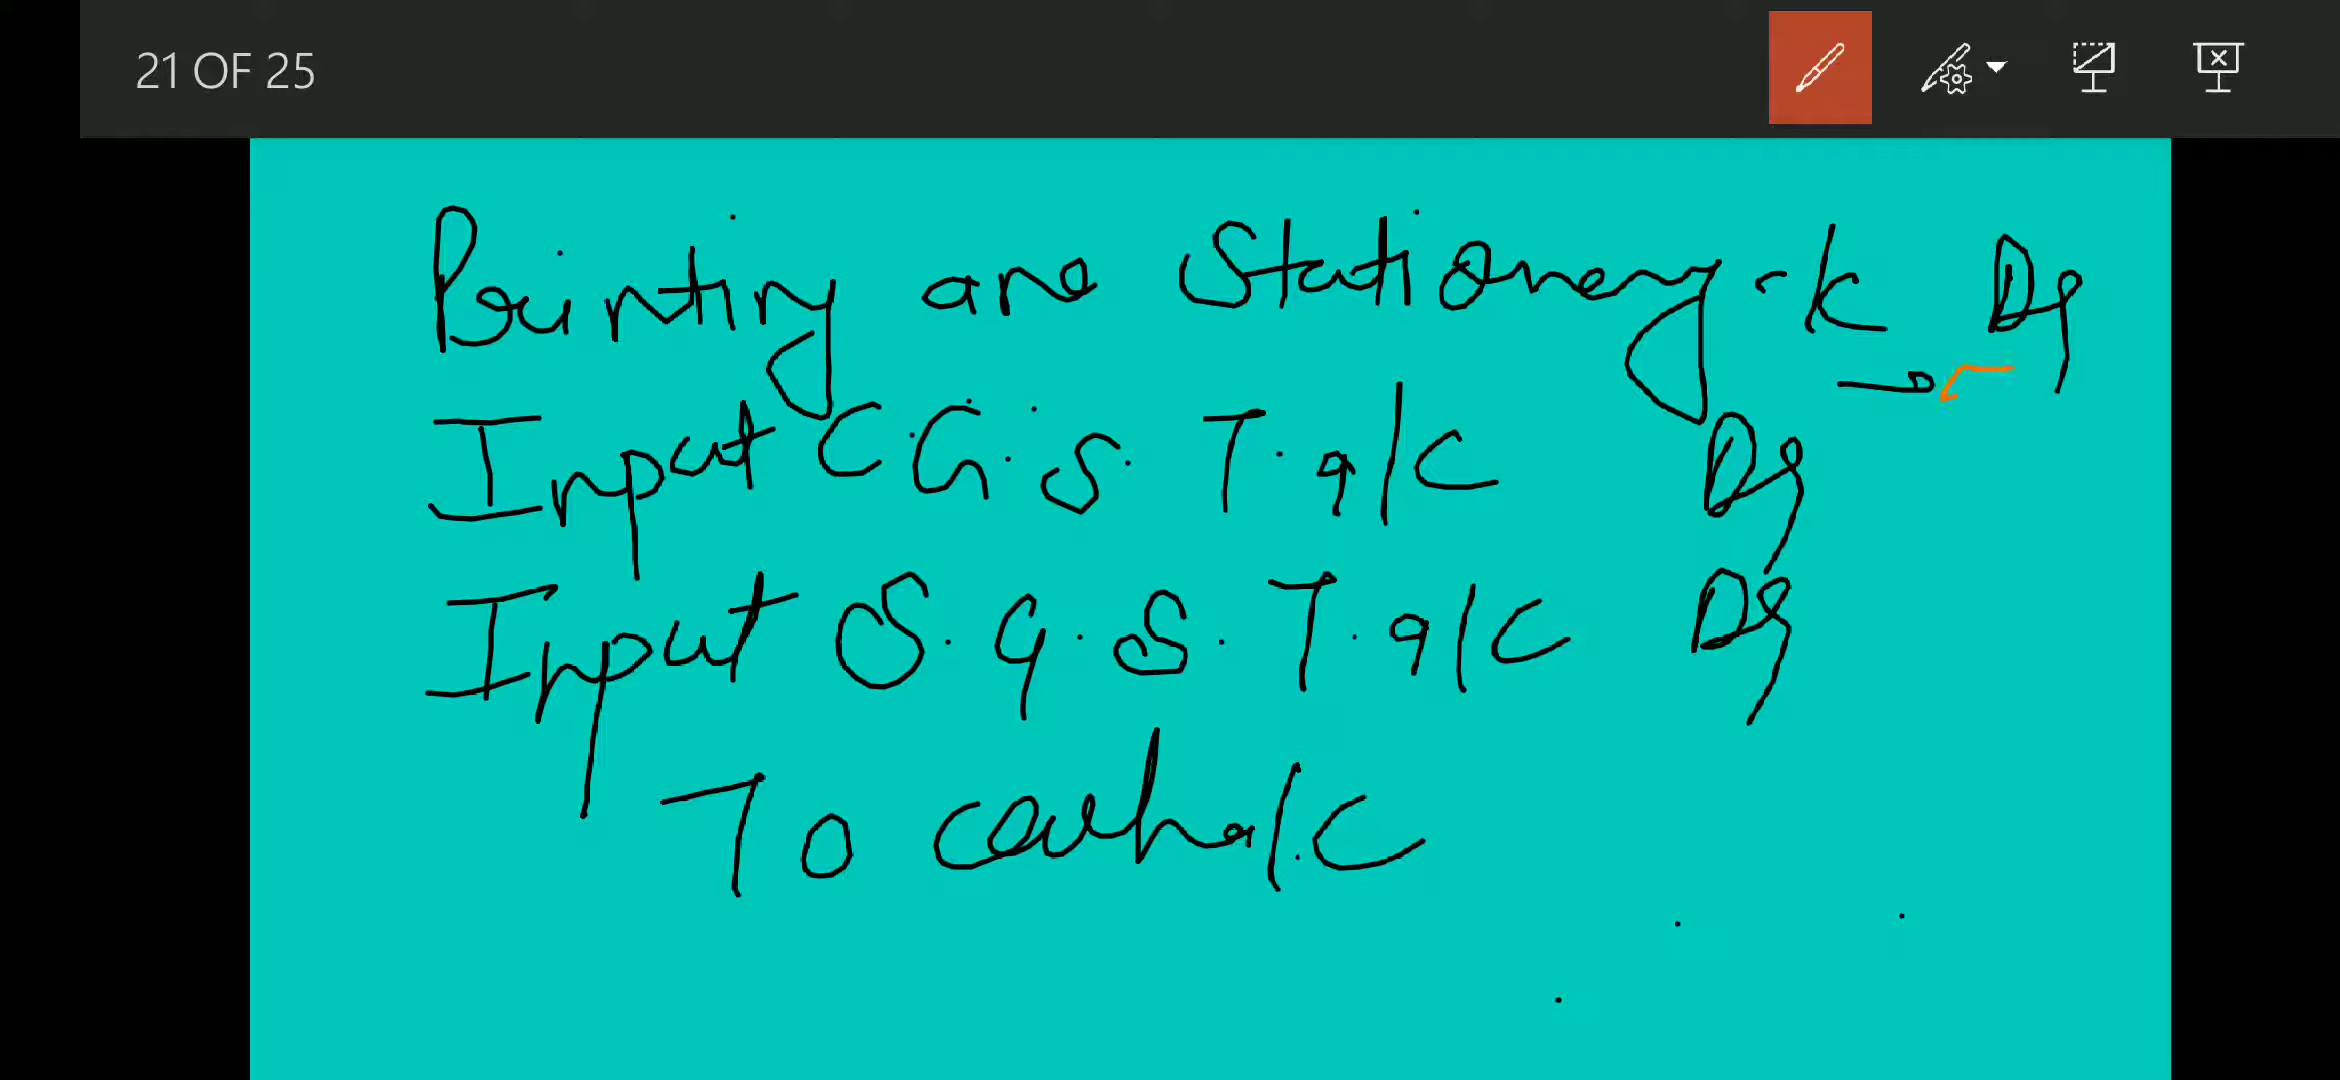 21 OF 25
Printing and Stationery a/c Dr
Input C.G.S.T. a/c Dr
Input S.G.S.T. a/c Dr
To cash a/c